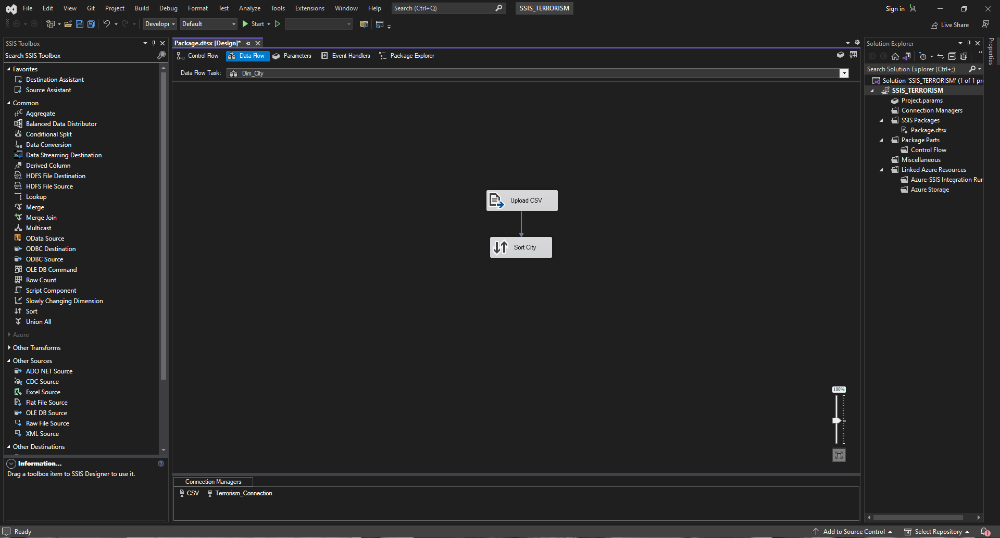 File Edit View Git Project Build Debug Format Test Analyze Tools Extensions Window Help Search (Ctrl+Q) SSIS_TERRORISM Sign in
Developi Default Start Live Share
SSIS Toolbox
Search SSIS Toolbox
Favorites
Destination Assistant
Source Assistant
Common
Aggregate
Balanced Data Distributor
Conditional Split
Data Conversion
Data Streaming Destination
Derived Column
HDFS File Destination
HDFS File Source
Lookup
Merge
Merge Join
Multicast
OData Source
ODBC Destination
ODBC Source
OLE DB Command
Row Count
Script Component
Slowly Changing Dimension
Sort
Union All
Azure
Other Transforms
Other Sources
ADO NET Source
CDC Source
Excel Source
Flat File Source
OLE DB Source
Raw File Source
XML Source
Other Destinations
Information...
Drag a toolbox item to SSIS Designer to use it.
Package.dtsx [Design]*
Control Flow Data Flow Parameters Event Handlers Package Explorer
Data Flow Task: Dim_City
Upload CSV
Sort City
100%
Connection Managers
CSV Terrorism_Connection
Solution Explorer
Search Solution Explorer (Ctrl+;)
Solution 'SSIS_TERRORISM' (1 of 1 pr
SSIS_TERRORISM
Project.params
Connection Managers
SSIS Packages
Package.dtsx
Package Parts
Control Flow
Miscellaneous
Linked Azure Resources
Azure-SSIS Integration Run
Azure Storage
Properties
Ready Add to Source Control Select Repository 1